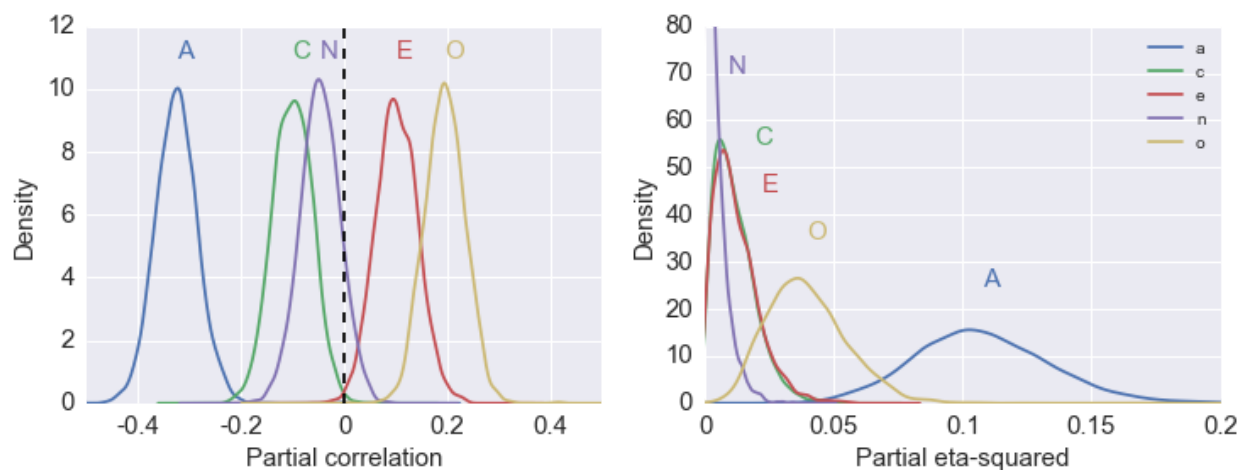 12
10
8
6
4
2
0
Density
A
C
N
E
O
-0.4
-0.2
0
0.2
0.4
Partial correlation
80
70
60
50
40
30
20
10
0
Density
N
C
E
O
A
a
c
e
n
o
0
0.05
0.1
0.15
0.2
Partial eta-squared